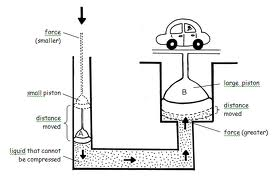 force
(smaller)
small piston
distance
moved
A
liquid that cannot
be compressed
B
large piston
B
distance
moved
force (greater)